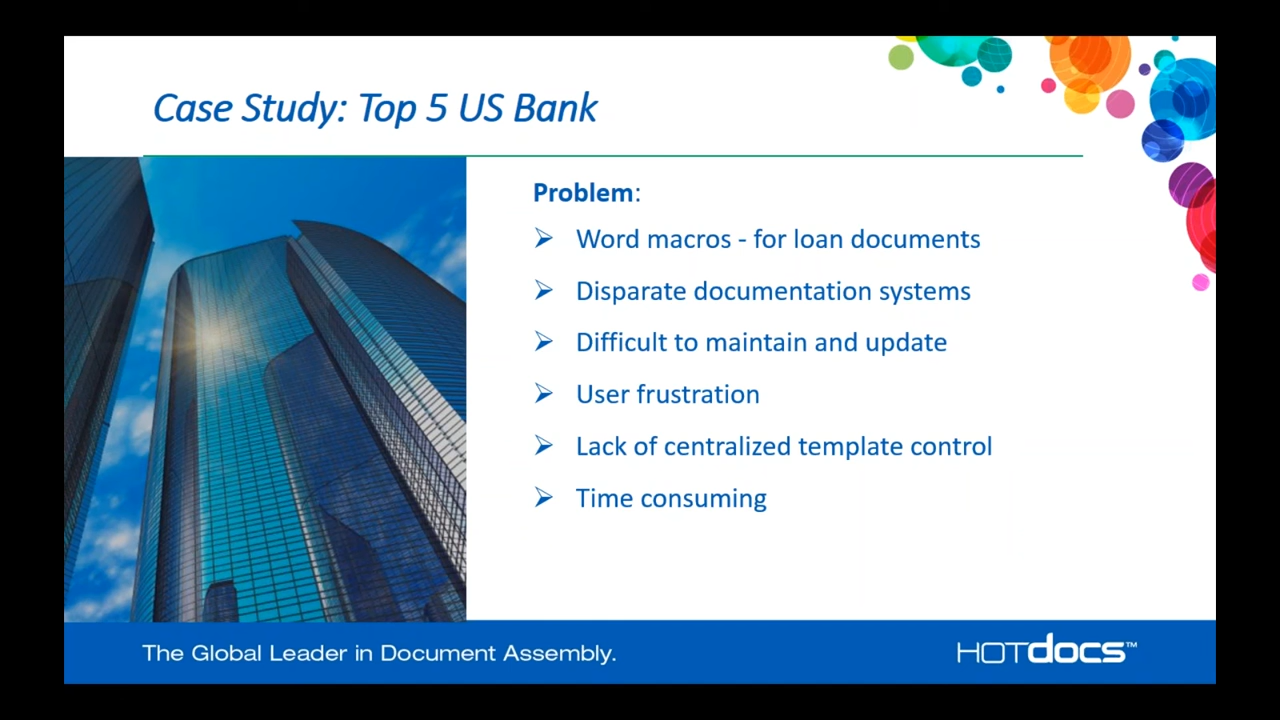 Case Study: Top 5 US Bank
Problem:
➢ Word macros - for loan documents
➢ Disparate documentation systems
➢ Difficult to maintain and update
➢ User frustration
➢ Lack of centralized template control
➢ Time consuming
The Global Leader in Document Assembly.
HOTdocs™